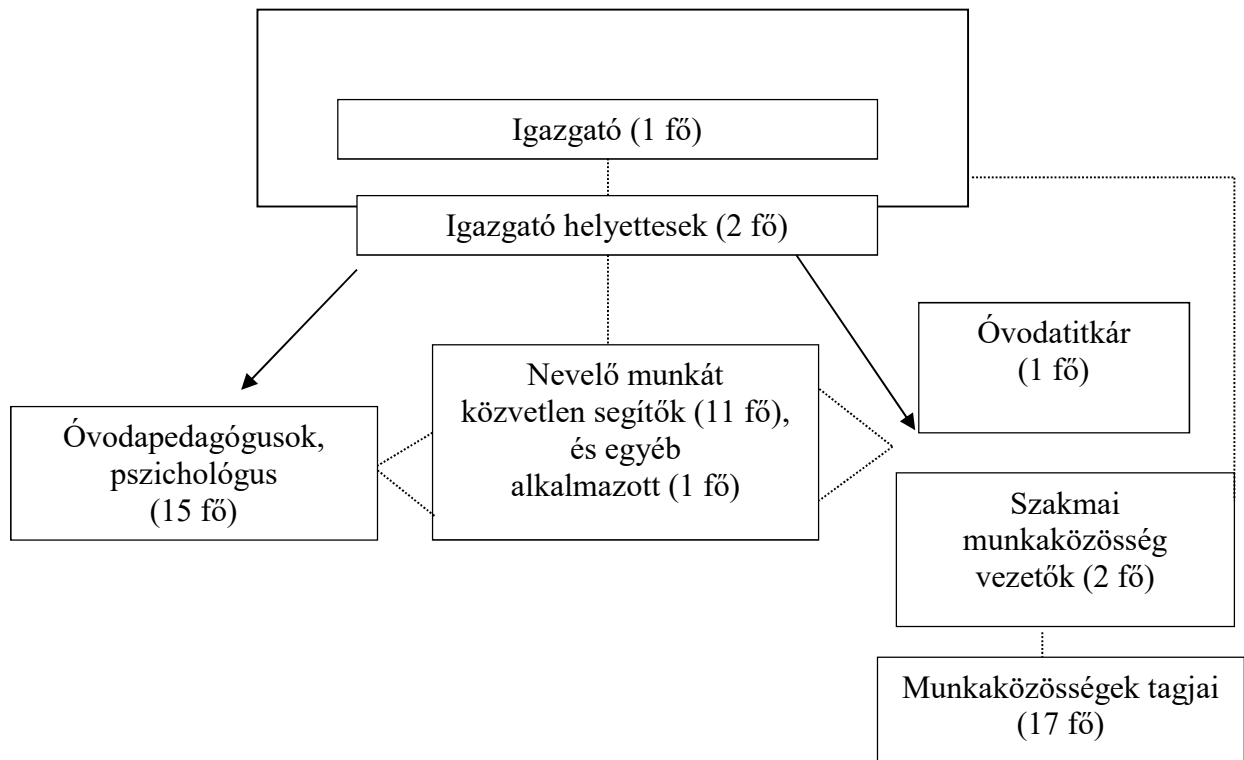 Igazgató (1 fő)
Igazgató helyettesek (2 fő)
Óvodatitkár
(1 fő)
Nevelő munkát
közvetlen segítők (11 fő),
és egyéb
alkalmazott (1 fő)
Óvodapedagógusok,
pszichológus
(15 fő)
Szakmai
munkaközösség
vezetők (2 fő)
Munkaközösségek tagjai
(17 fő)